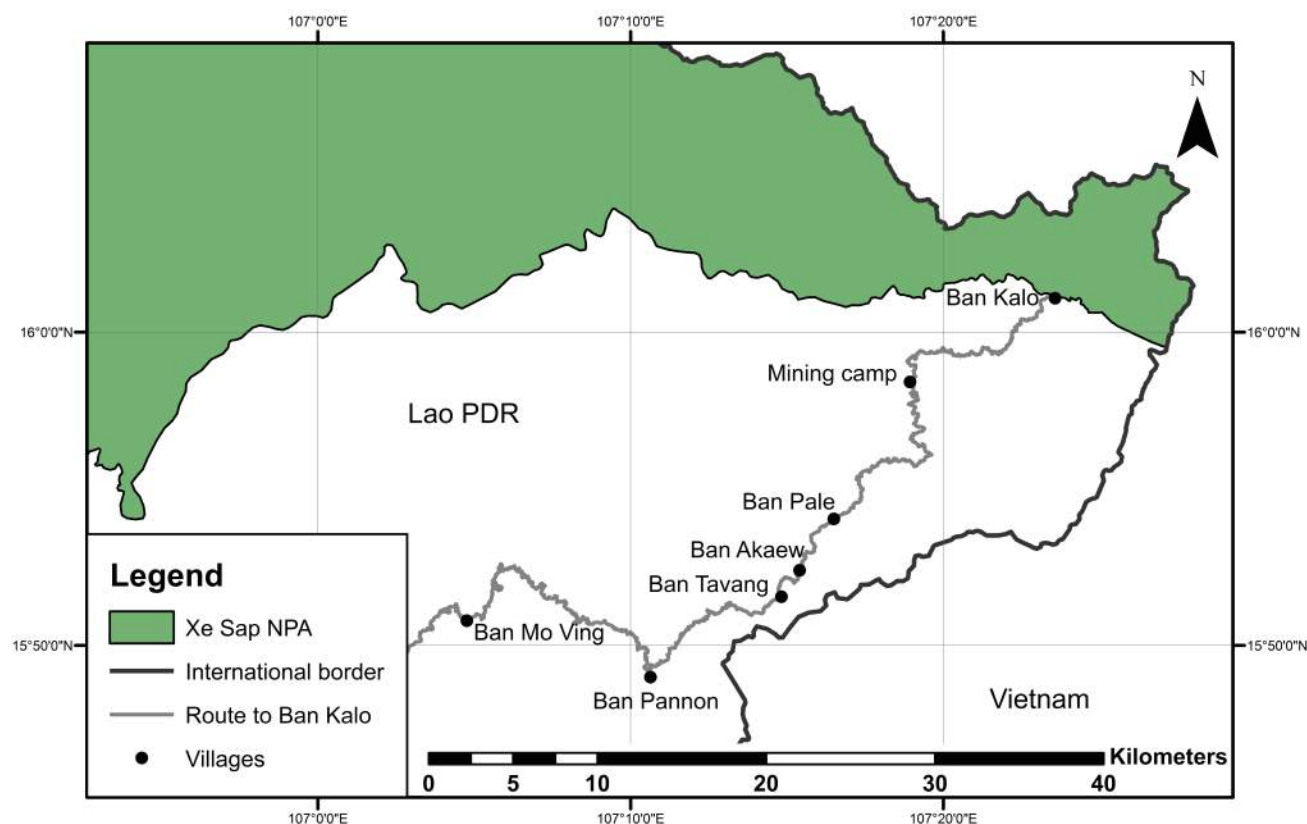 107°0'0"E
107°10'0"E
107°20'0"E
N
Ban Kalo
16°0'0"N
16°0'0"N
Mining camp
Lao PDR
Ban Pale
Ban Akaew
Ban Tavang
Ban Mo Ving
15°50'0"N
15°50'0"N
Ban Pannon
Vietnam
Legend
Xe Sap NPA
International border
Route to Ban Kalo
Villages
Kilometers
0 5 10 20 30 40
107°0'0"E
107°10'0"E
107°20'0"E